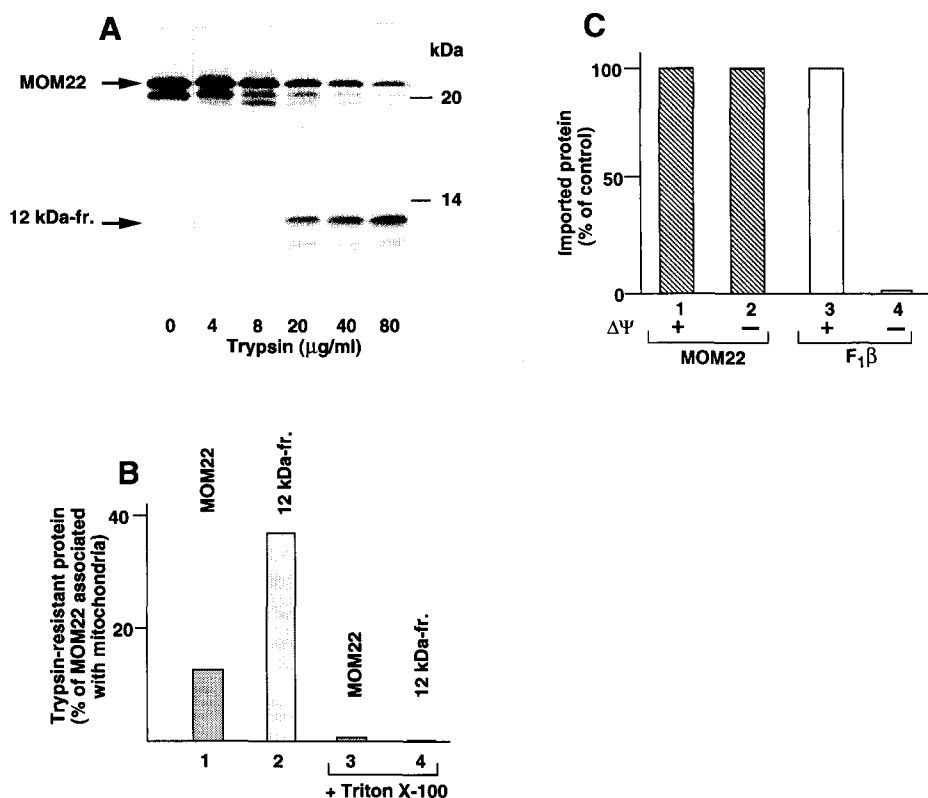 A
kDa
MOM22
20
14
12 kDa-fr.
0 4 8 20 40 80
Trypsin (μg/ml)
B
MOM22
12 kDa-fr.
MOM22
12 kDa-fr.
Trypsin-resistant protein
(% of MOM22 associated
with mitochondria)
40
20
1 2 3 4
+ Triton X-100
C
Imported protein
(% of control)
100
50
0
1 2 3 4
ΔΨ + − + −
MOM22 F₁β